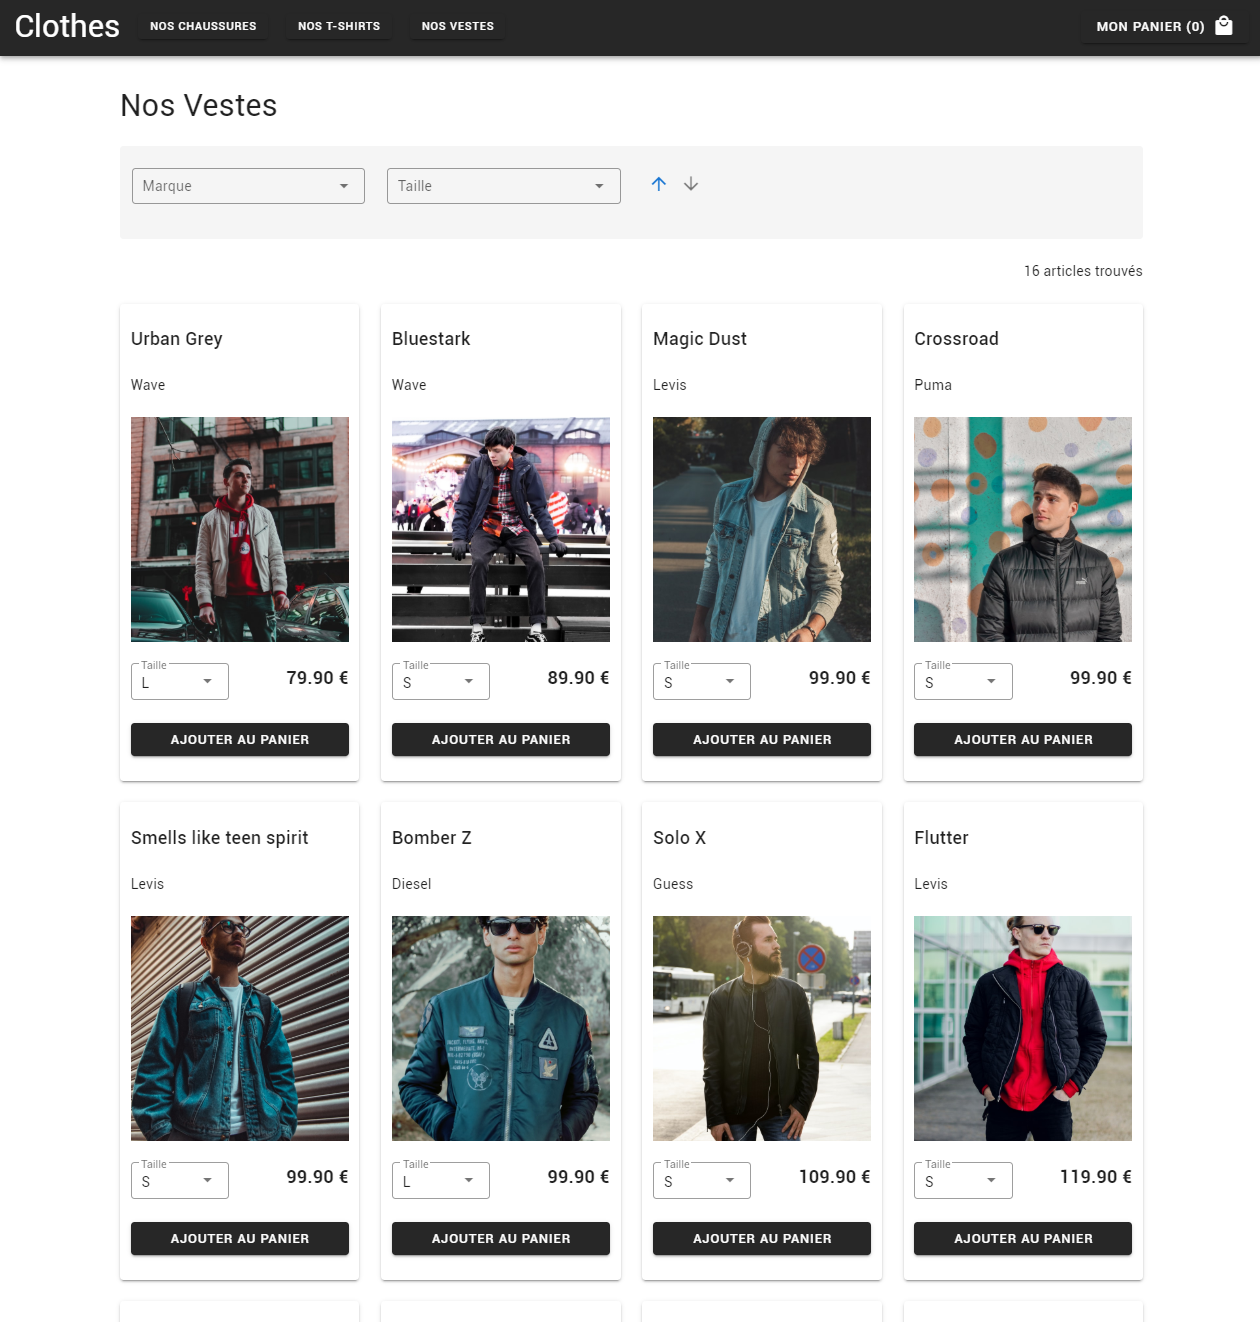 Clothes
NOS CHAUSSURES
NOS T-SHIRTS
NOS VESTES
MON PANIER (0)
Nos Vestes
Marque
Taille
16 articles trouvés
Urban Grey
Wave
Taille
L
79.90 €
AJOUTER AU PANIER
Bluestark
Wave
Taille
S
89.90 €
AJOUTER AU PANIER
Magic Dust
Levis
Taille
S
99.90 €
AJOUTER AU PANIER
Crossroad
Puma
Taille
S
99.90 €
AJOUTER AU PANIER
Smells like teen spirit
Levis
Taille
S
99.90 €
AJOUTER AU PANIER
Bomber Z
Diesel
Taille
L
99.90 €
AJOUTER AU PANIER
Solo X
Guess
Taille
S
109.90 €
AJOUTER AU PANIER
Flutter
Levis
Taille
S
119.90 €
AJOUTER AU PANIER